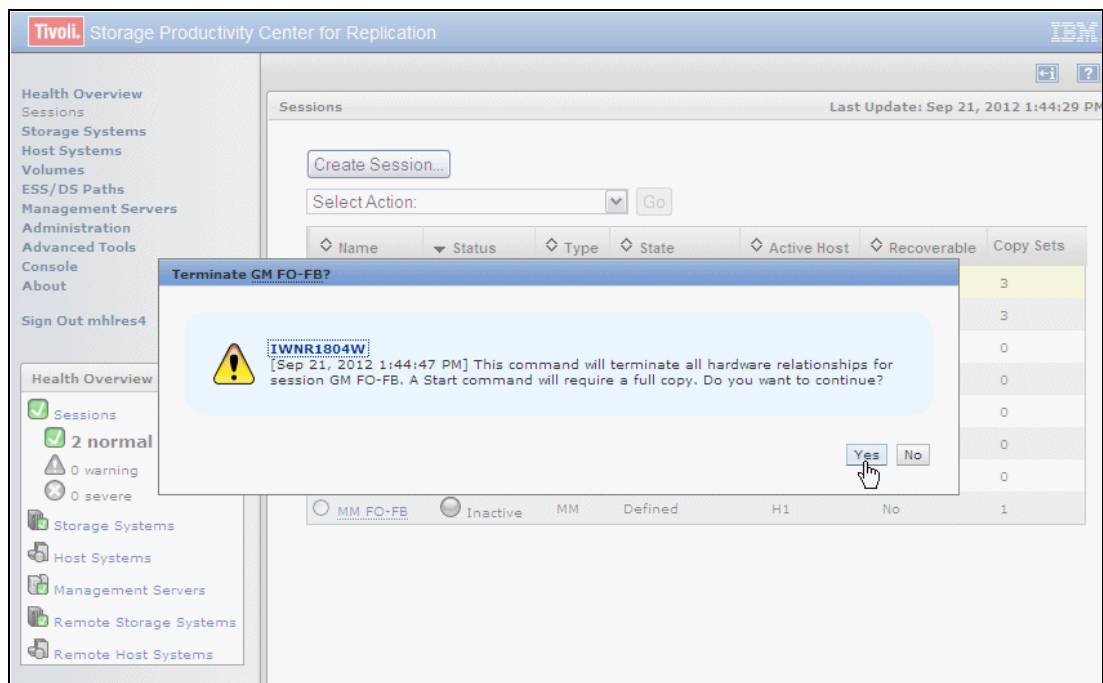 Tivoli. Storage Productivity Center for Replication
IBM.
Health Overview
Sessions
Storage Systems
Host Systems
Volumes
ESS/DS Paths
Management Servers
Administration
Advanced Tools
Console
About
Sign Out mhlres4
Health Overview
Sessions
2 normal
0 warning
0 severe
Storage Systems
Host Systems
Management Servers
Remote Storage Systems
Remote Host Systems
i ?
Sessions Last Update: Sep 21, 2012 1:44:29 PM
Create Session...
Select Action: Go
Name Status Type State Active Host Recoverable Copy Sets
3
3
0
0
0
0
0
MM FO-FB Inactive MM Defined H1 No 1
Terminate GM FO-FB?
IWNR1804W
[Sep 21, 2012 1:44:47 PM] This command will terminate all hardware relationships for
session GM FO-FB. A Start command will require a full copy. Do you want to continue?
Yes No